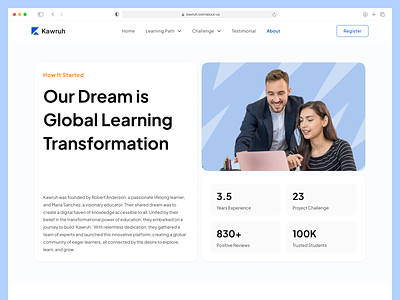 kawruh.com/about-us
Kawruh
Home
Learning Path
Challenge
Testimonial
About
Register
How It Started
Our Dream is
Global Learning
Transformation
Kawruh was founded by Robert Anderson, a passionate lifelong learner,
and Maria Sanchez, a visionary educator. Their shared dream was to
create a digital haven of knowledge accessible to all. United by their
belief in the transformational power of education, they embarked on a
journey to build 'Kawruh.' With relentless dedication, they gathered a
team of experts and launched this innovative platform, creating a global
community of eager learners, all connected by the desire to explore,
learn, and grow.
3.5
Years Experience
23
Project Challenge
830+
Positive Reviews
100K
Trusted Students